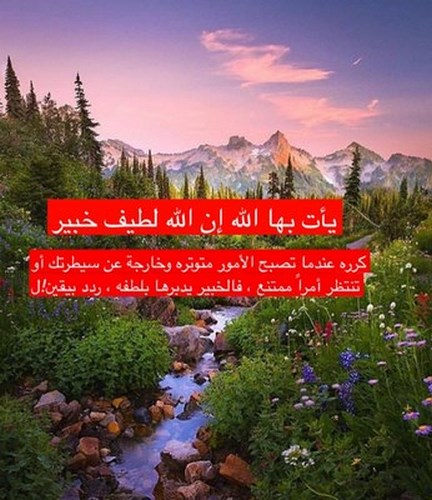 يأت بها الله إن الله لطيف خبير
كرره عندما تصبح الأمور متوتره وخارجة عن سيطرتك أو
تنتظر أمراً ممتنع ، فالخبير يديرها بلطفه ، ردد بيقين!ل